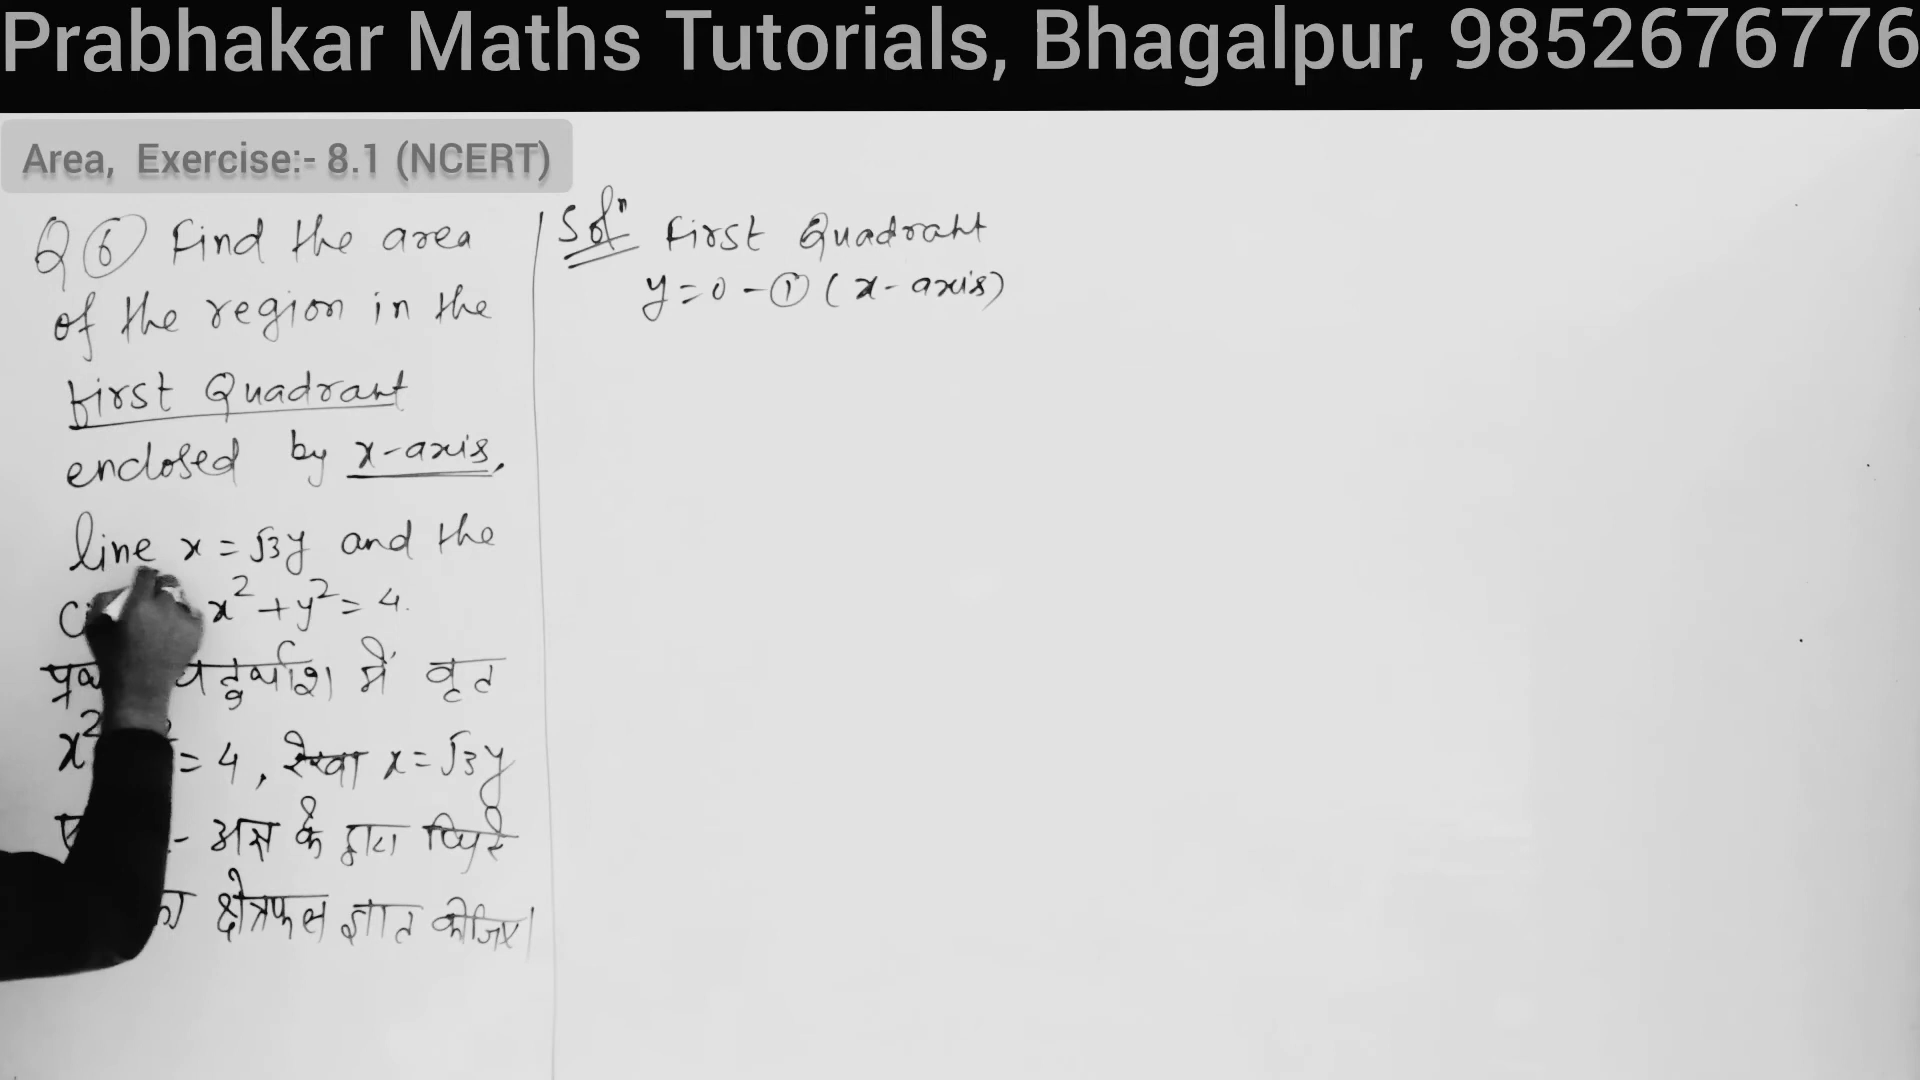 Prabhakar Maths Tutorials, Bhagalpur, 9852676776
Area, Exercise:- 8.1 (NCERT)
Q ⑥ Find the area
of the region in the
first Quadrant
enclosed by x-axis,
line x = √3y and the
x² + y² = 4.
में वृत
= 4, रेखा x = √3y
- अक्ष के द्वारा घिरे
क्षेत्रफल ज्ञात कीजिए।
Solⁿ First Quadrant
y = 0 - ① (x-axis)